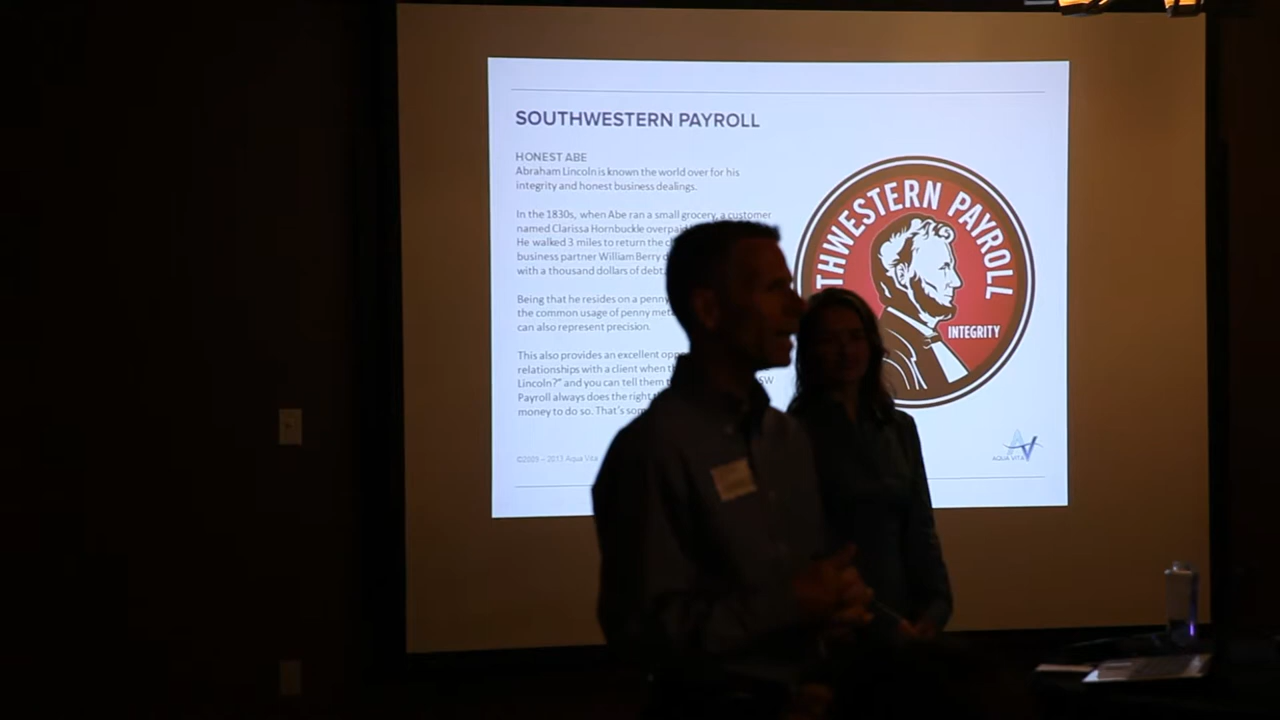 SOUTHWESTERN PAYROLL
HONEST ABE
Abraham Lincoln is known the world over for his
integrity and honest business dealings.
In the 1830s, when Abe ran a small grocery, a customer
named Clarissa Hornbuckle overpaid
He walked 3 miles to return the
business partner William Berry
with a thousand dollars of debt.
Being that he resides on a penny
the common usage of penny
can also represent precision.
This also provides an excellent
relationships with a client when
Lincoln?" and you can tell them SW
Payroll always does the right
money to do so. That's
©2009 – 2013 Aqua Vita
THWESTERN PAYROLL
INTEGRITY
AV
AQUA VITA